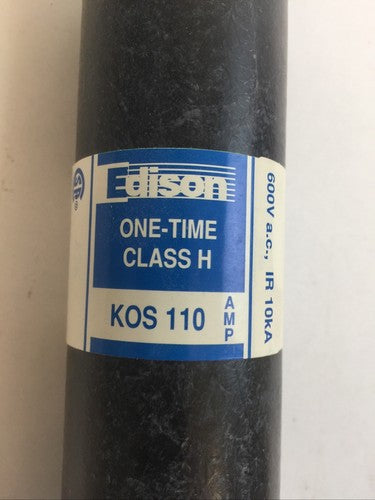 Edison
ONE-TIME
CLASS H
KOS 110 AMP
600V a.c., IR 10kA